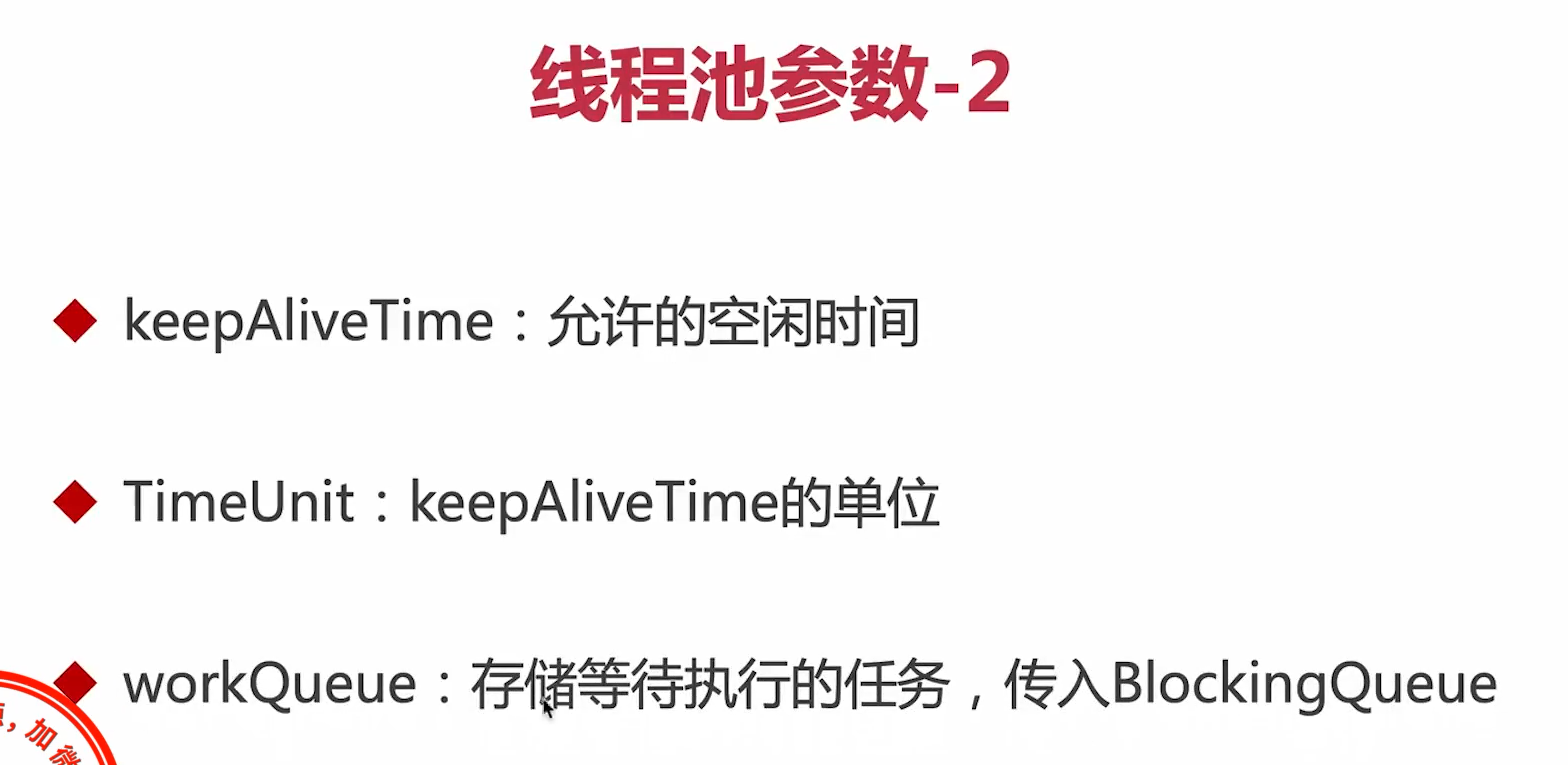 线程池参数-2
keepAliveTime：允许的空闲时间
TimeUnit：keepAliveTime的单位
workQueue：存储等待执行的任务，传入BlockingQueue
，加微